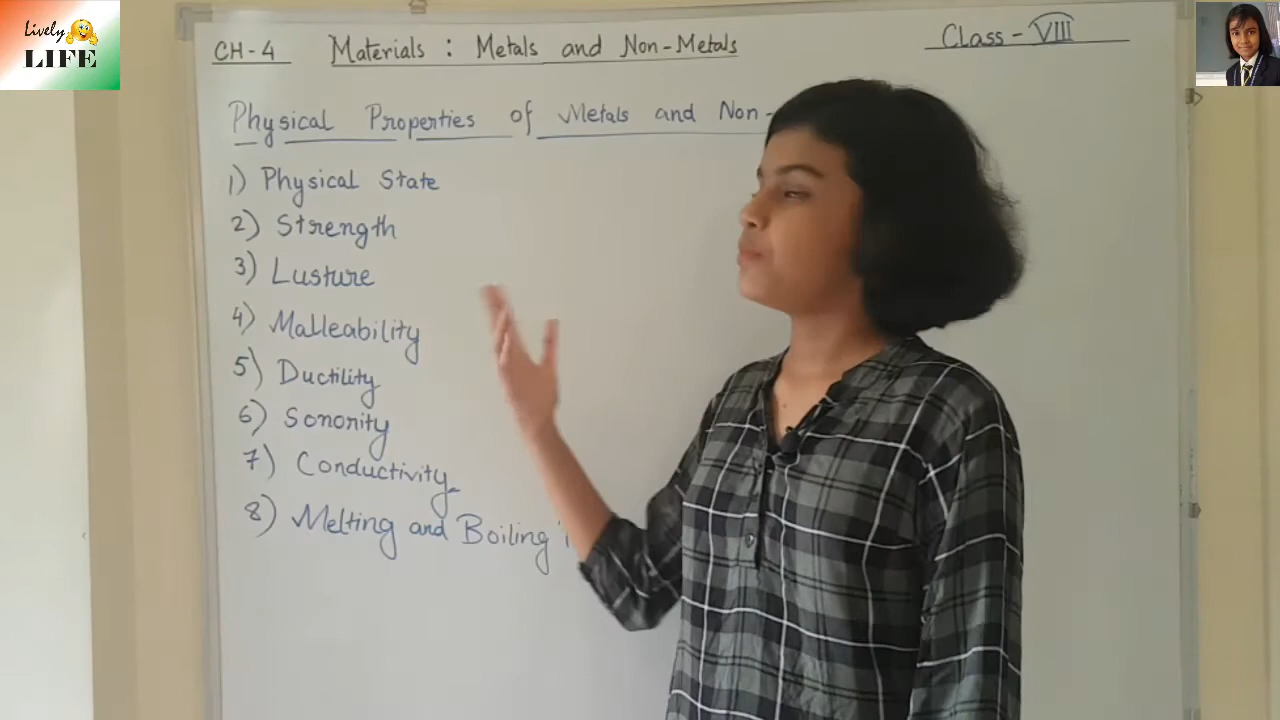 Lively
LIFE
CH-4 Materials : Metals and Non-Metals Class - VIII
Physical Properties of Metals and Non-
1) Physical State
2) Strength
3) Lusture
4) Malleability
5) Ductility
6) Sonority
7) Conductivity
8) Melting and Boiling